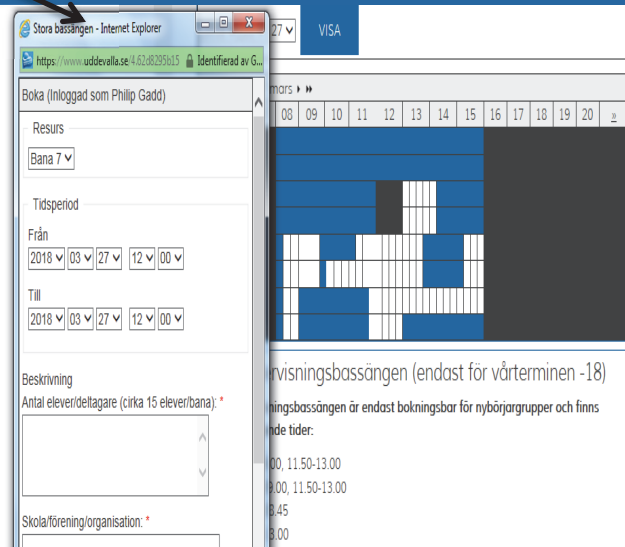 Stora bassängen - Internet Explorer
https://www.uddevalla.se/4.62d8295b15 Identifierad av G...
Boka (Inloggad som Philip Gadd)
Resurs
Bana 7
Tidsperiod
Från
2018 03 27 12 00
Till
2018 03 27 12 00
Beskrivning
Antal elever/deltagare (cirka 15 elever/bana): *
Skola/förening/organisation: *
27 VISA
mars
08 09 10 11 12 13 14 15 16 17 18 19 20 »
rvisningsbassängen (endast för vårterminen -18)
ningsbassängen är endast bokningsbar för nybörjargrupper och finns
nde tider:
00, 11.50-13.00
.00, 11.50-13.00
.45
3.00